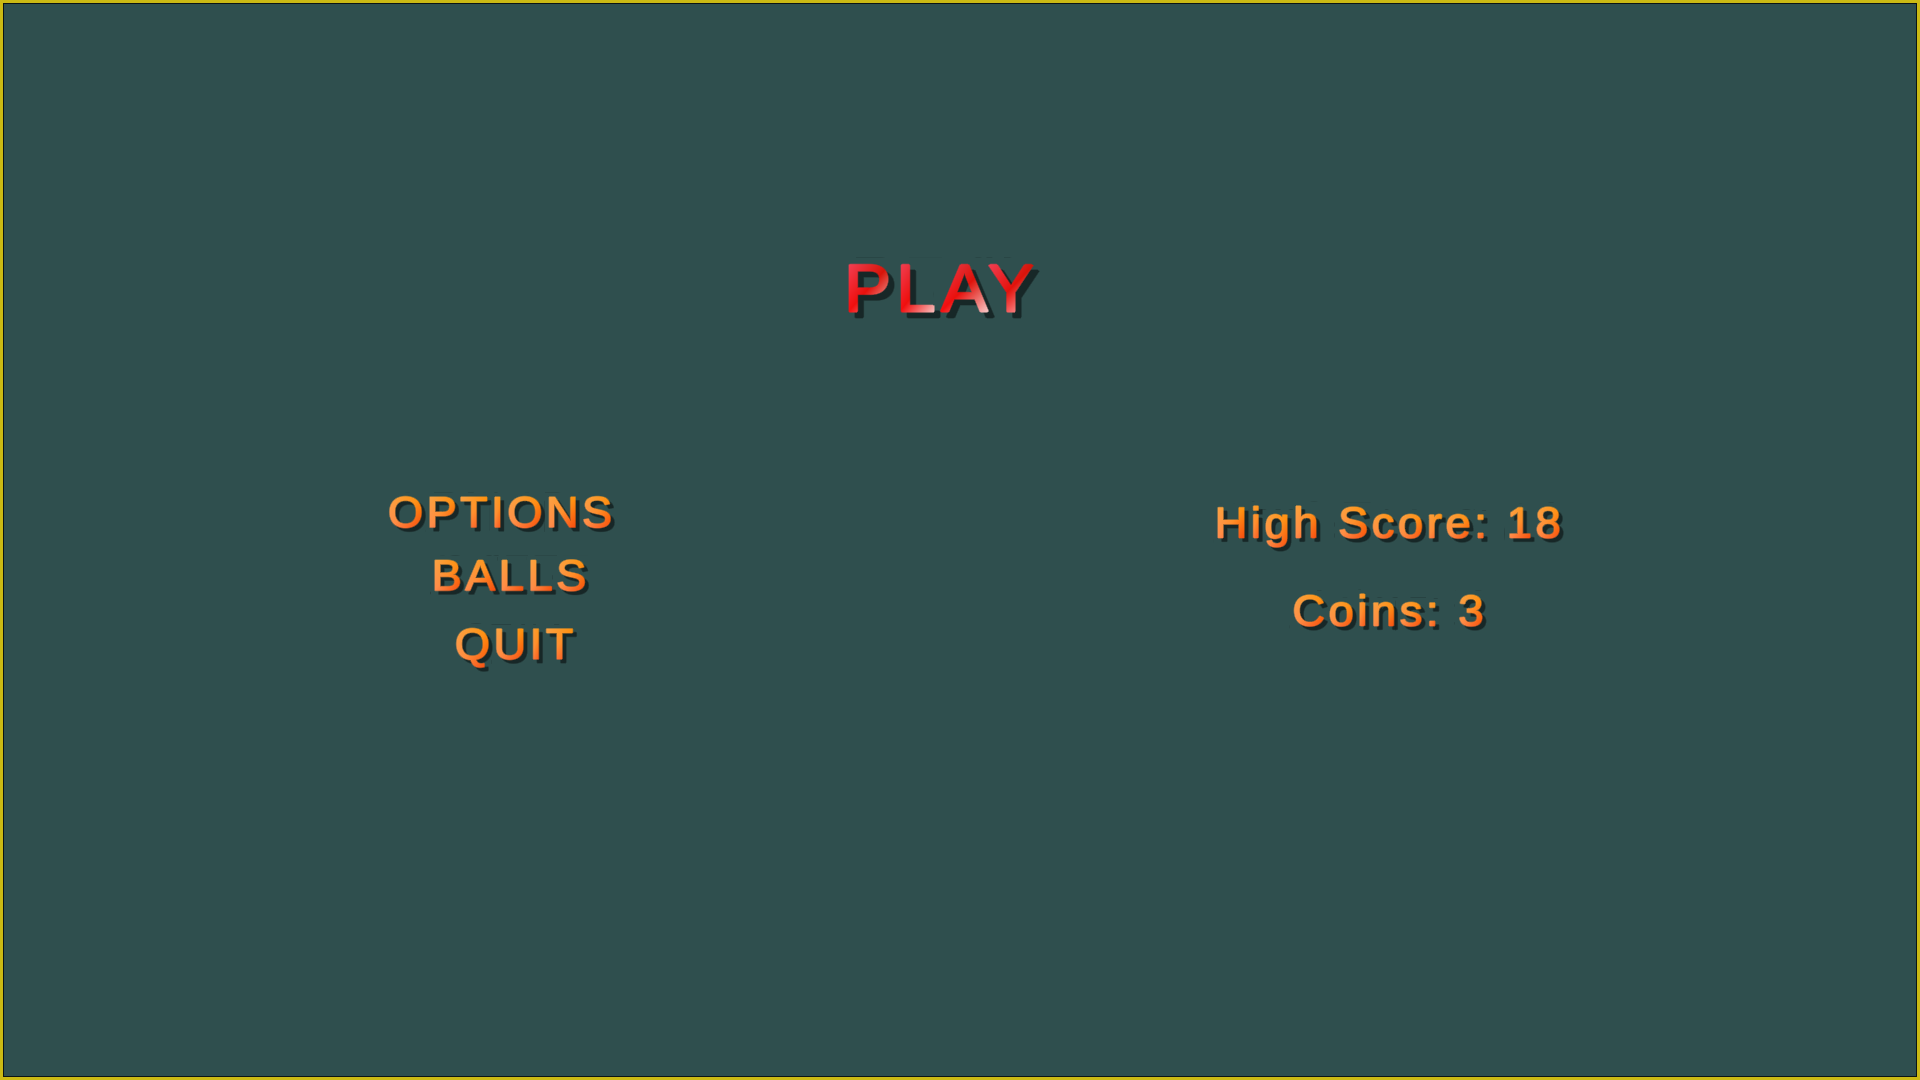 PLAY
OPTIONS
BALLS
QUIT
High Score: 18
Coins: 3